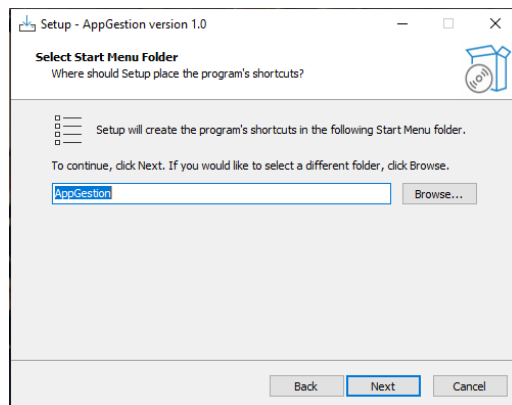 Setup - AppGestion version 1.0
Select Start Menu Folder
Where should Setup place the program's shortcuts?
Setup will create the program's shortcuts in the following Start Menu folder.
To continue, click Next. If you would like to select a different folder, click Browse.
AppGestion Browse...
Back Next Cancel